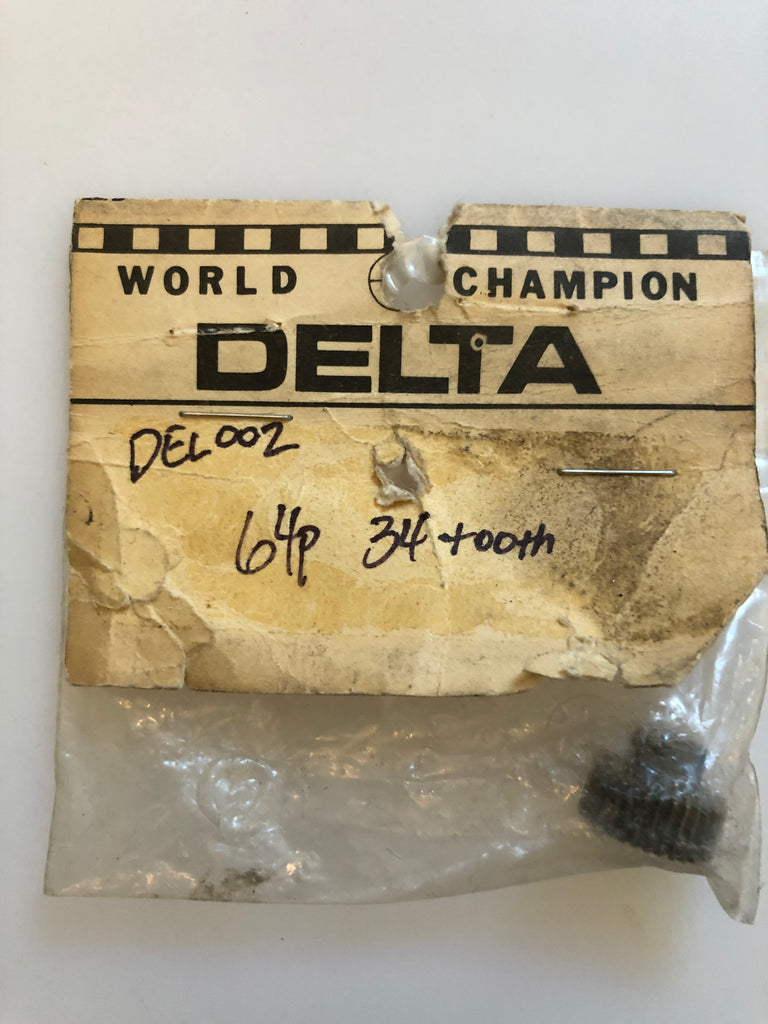 WORLD CHAMPION
DELTA
DEL002
64p 34 tooth